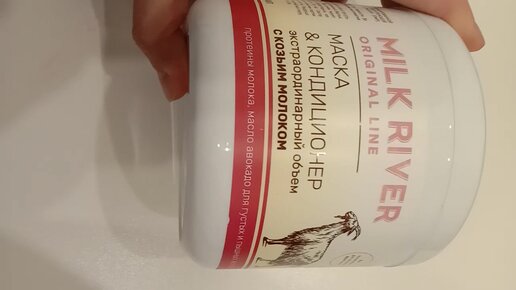 MILK RIVER
ORIGINAL LINE
МАСКА
& КОНДИЦИОНЕР
экстраординарный объем
С КОЗЬИМ МОЛОКОМ
протеины молока, масло авокадо для густых и